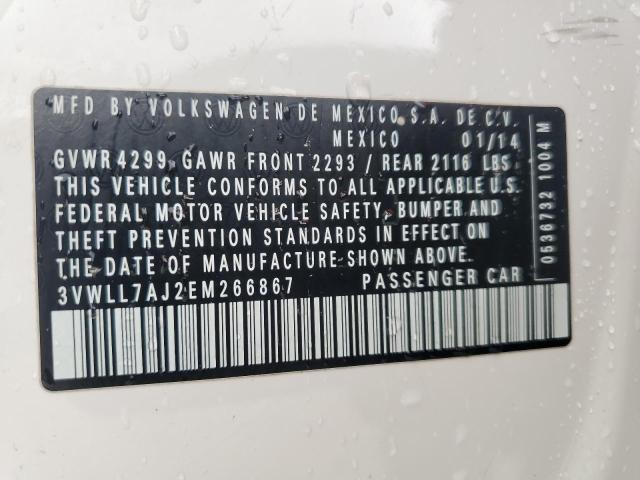 MFD BY VOLKSWAGEN DE MEXICO S.A. DE C.V.
MEXICO 01/14
GVWR 4299, GAWR FRONT 2293 / REAR 2116 LBS
THIS VEHICLE CONFORMS TO ALL APPLICABLE U.S.
FEDERAL MOTOR VEHICLE SAFETY, BUMPER AND
THEFT PREVENTION STANDARDS IN EFFECT ON
THE DATE OF MANUFACTURE SHOWN ABOVE.
3VWLL7AJ2EM266867 PASSENGER CAR
0536732 1004 M